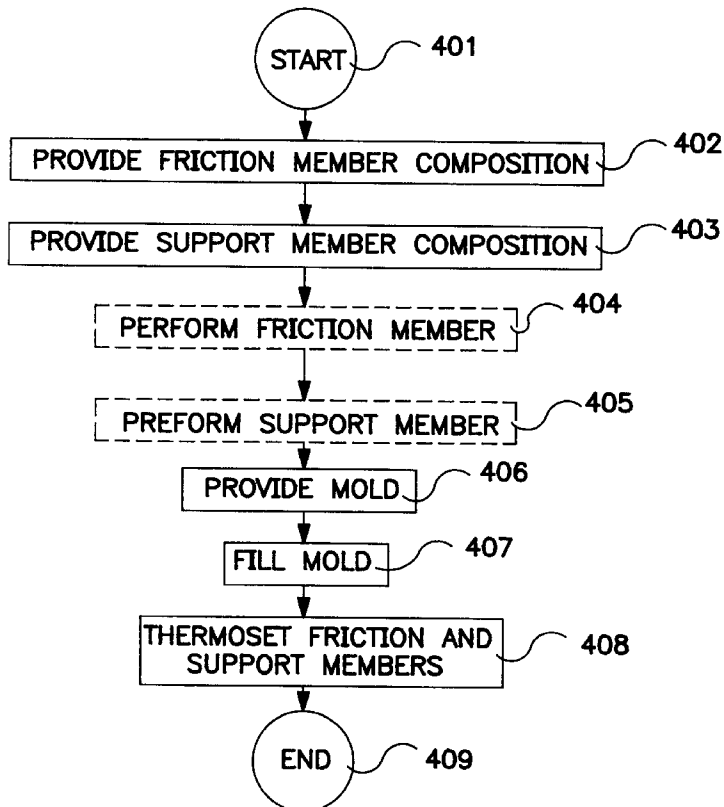 START
401
PROVIDE FRICTION MEMBER COMPOSITION
402
PROVIDE SUPPORT MEMBER COMPOSITION
403
PERFORM FRICTION MEMBER
404
PREFORM SUPPORT MEMBER
405
PROVIDE MOLD
406
FILL MOLD
407
THERMOSET FRICTION AND
SUPPORT MEMBERS
408
END
409